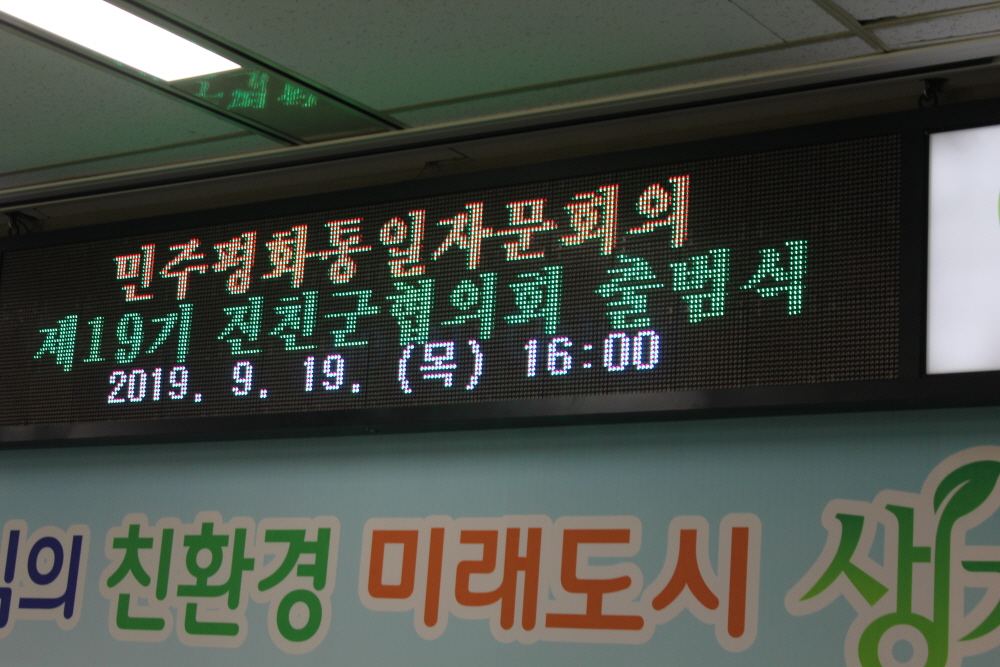 민주평화통일자문회의
제19기 진천군협의회 출범식
2019. 9. 19. (목) 16:00
의 친환경 미래도시